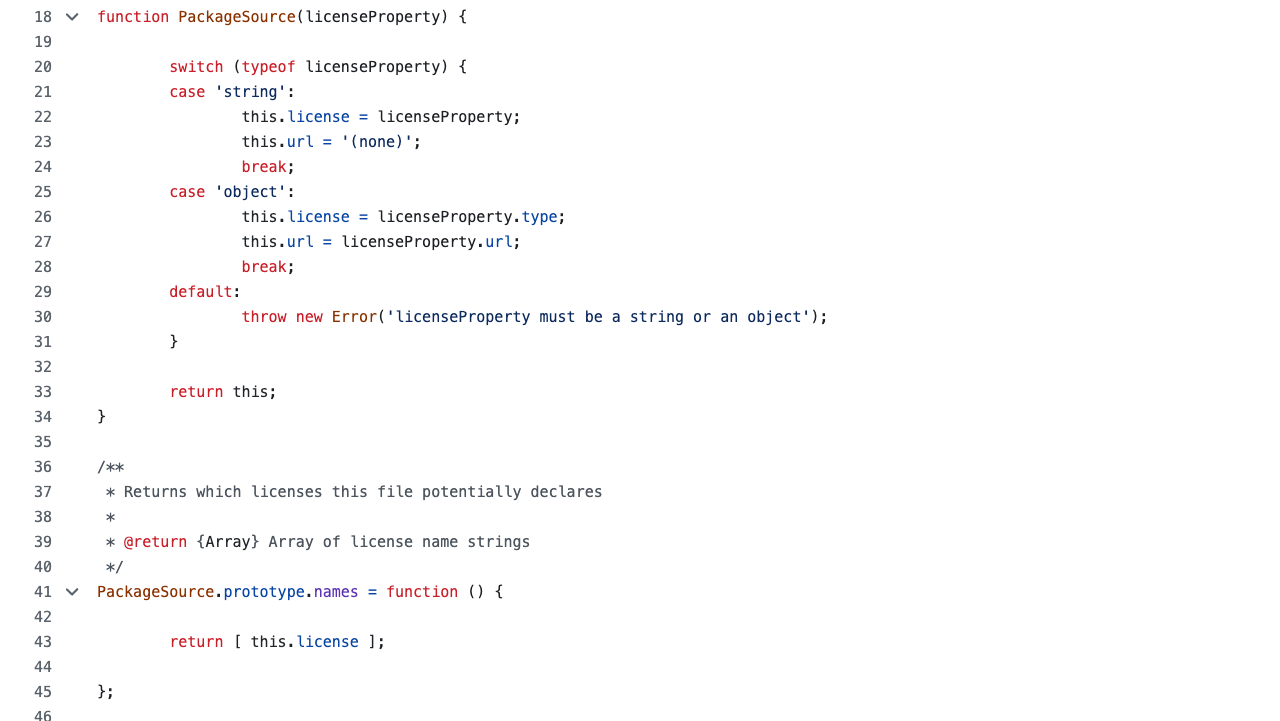 18 function PackageSource(licenseProperty) {
19
20 switch (typeof licenseProperty) {
21 case 'string':
22 this.license = licenseProperty;
23 this.url = '(none)';
24 break;
25 case 'object':
26 this.license = licenseProperty.type;
27 this.url = licenseProperty.url;
28 break;
29 default:
30 throw new Error('licenseProperty must be a string or an object');
31 }
32
33 return this;
34 }
35
36 /**
37 * Returns which licenses this file potentially declares
38 *
39 * @return {Array} Array of license name strings
40 */
41 PackageSource.prototype.names = function () {
42
43 return [ this.license ];
44
45 };
46